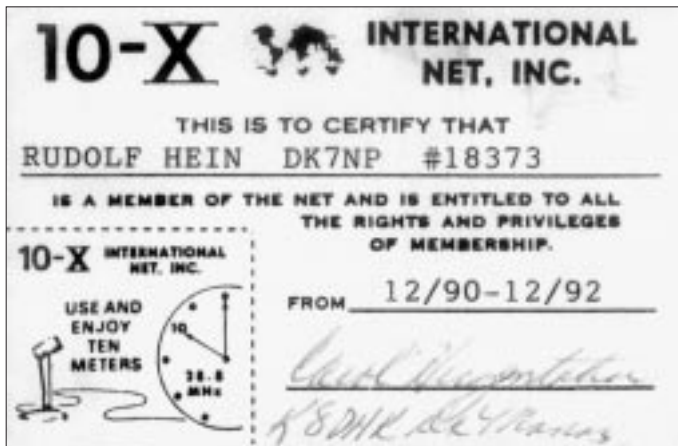 10-X INTERNATIONAL
NET, INC.
THIS IS TO CERTIFY THAT
RUDOLF HEIN DK7NP #18373
IS A MEMBER OF THE NET AND IS ENTITLED TO ALL
THE RIGHTS AND PRIVILEGES
OF MEMBERSHIP.
FROM 12/90-12/92
10-X INTERNATIONAL
NET, INC.
USE AND
ENJOY
TEN
METERS
10
MHz
Carol
K8DHK